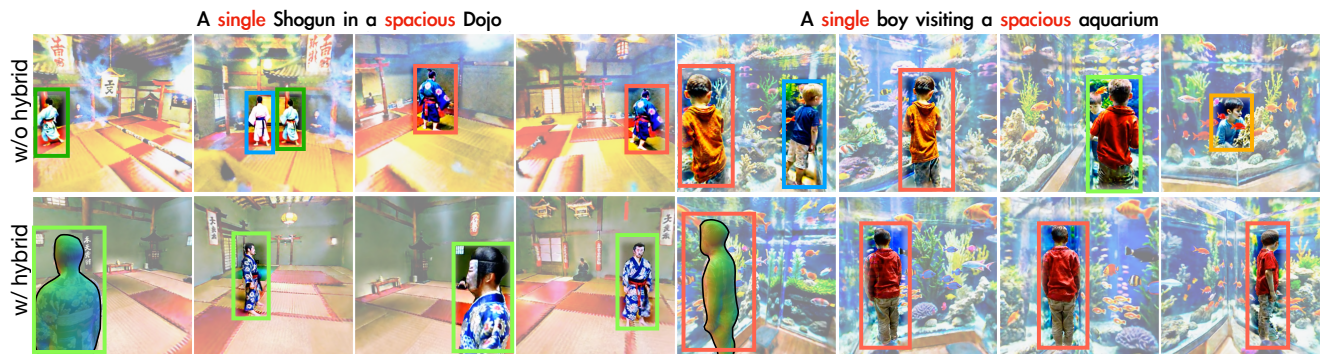 A single Shogun in a spacious Dojo
A single boy visiting a spacious aquarium
w/o hybrid
w/ hybrid